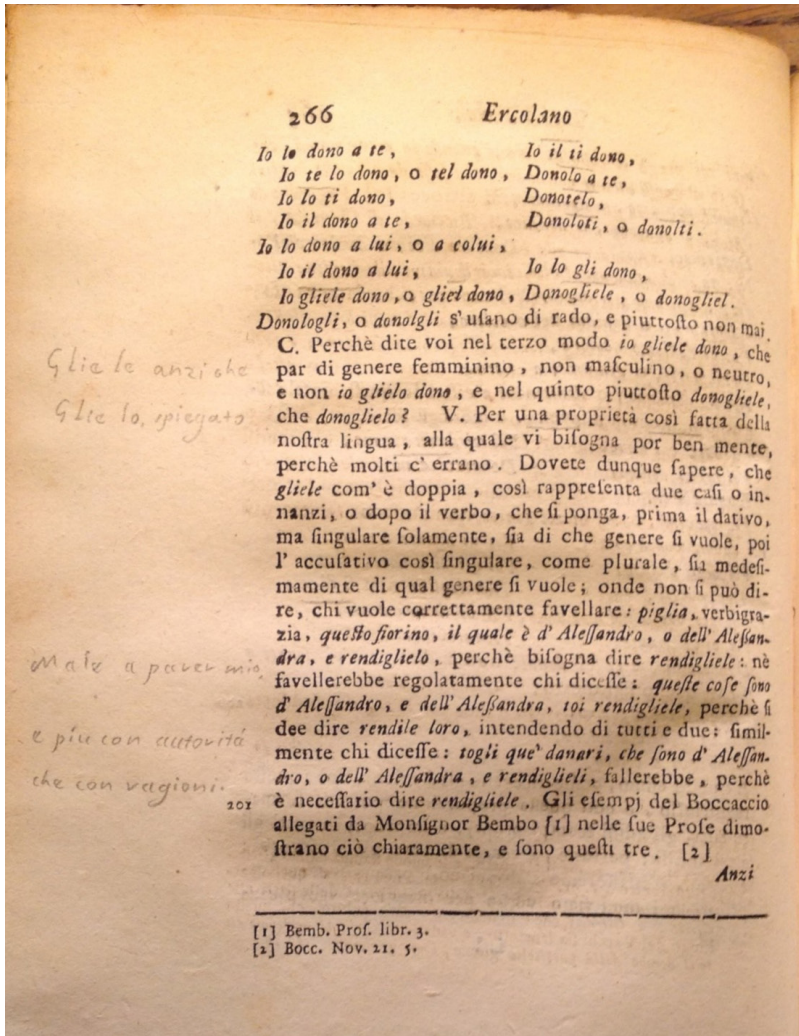 266 Ercolano
Io lo dono a te, Io il ti dono,
Io te lo dono, o tel dono, Donolo a te,
Io lo ti dono, Donotelo,
Io il dono a te, Donoloti, o donolti.
Io lo dono a lui, o a colui,
Io il dono a lui, Io lo gli dono,
Io gliele dono, o gliel dono, Donogliele, o donogliel.
Donologli, o donolgli s'uſano di rado, e piuttoſto non mai
C. Perchè dite voi nel terzo modo io gliele dono, che
par di genere femminino, non maſculino, o neutro,
e non io glielo dono, e nel quinto piuttoſto donogliele,
che donoglielo? V. Per una proprietà così fatta della
noſtra lingua, alla quale vi biſogna por ben mente,
perchè molti c'errano. Dovete dunque ſapere, che
gliele com'è doppia, così rappreſenta due caſi o in-
nanzi, o dopo il verbo, che ſi ponga, prima il dativo,
ma ſingulare ſolamente, ſia di che genere ſi vuole, poi
l'accuſativo così ſingulare, come plurale, ſia medeſi-
mamente di qual genere ſi vuole; onde non ſi può di-
re, chi vuole correttamente favellare: piglia, verbigra-
zia, queſto fiorino, il quale è d'Aleſſandro, o dell'Aleſſan-
dra, e rendiglielo, perchè biſogna dire rendigliele: nè
favellerebbe regolatamente chi diceſſe: queſte coſe ſono
d'Aleſſandro, e dell'Aleſſandra, toi rendigliele, perchè ſi
dee dire rendile loro, intendendo di tutti e due: ſimil-
mente chi diceſſe: togli que' danari, che ſono d'Aleſſan-
dro, o dell'Aleſſandra, e rendiglieli, fallerebbe, perchè
è neceſſario dire rendigliele. Gli eſempj del Boccaccio
allegati da Monſignor Bembo [1] nelle ſue Proſe dimo-
ſtrano ciò chiaramente, e ſono queſti tre. [2]
Anzi
[1] Bemb. Proſ. libr. 3.
[2] Bocc. Nov. 21. 5.
Glie le anzi che
Glie lo, spiegato
Male a parer mio
e più con autorità
che con ragioni.
201